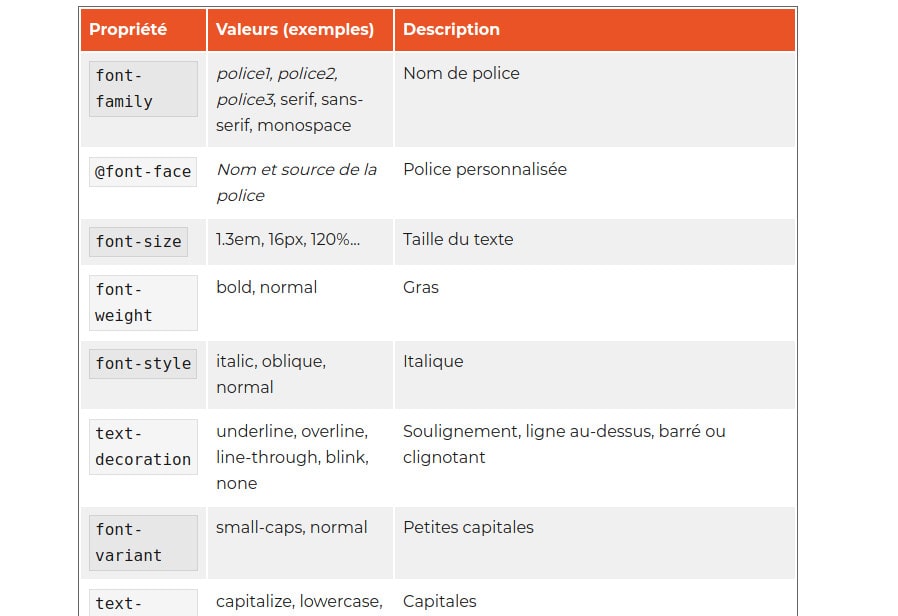 Propriété Valeurs (exemples) Description
font-
family
police1, police2,
police3, serif, sans-
serif, monospace
Nom de police
@font-face
Nom et source de la
police
Police personnalisée
font-size
1.3em, 16px, 120%...
Taille du texte
font-
weight
bold, normal
Gras
font-style
italic, oblique,
normal
Italique
text-
decoration
underline, overline,
line-through, blink,
none
Soulignement, ligne au-dessus, barré ou
clignotant
font-
variant
small-caps, normal
Petites capitales
text-
capitalize, lowercase,
Capitales